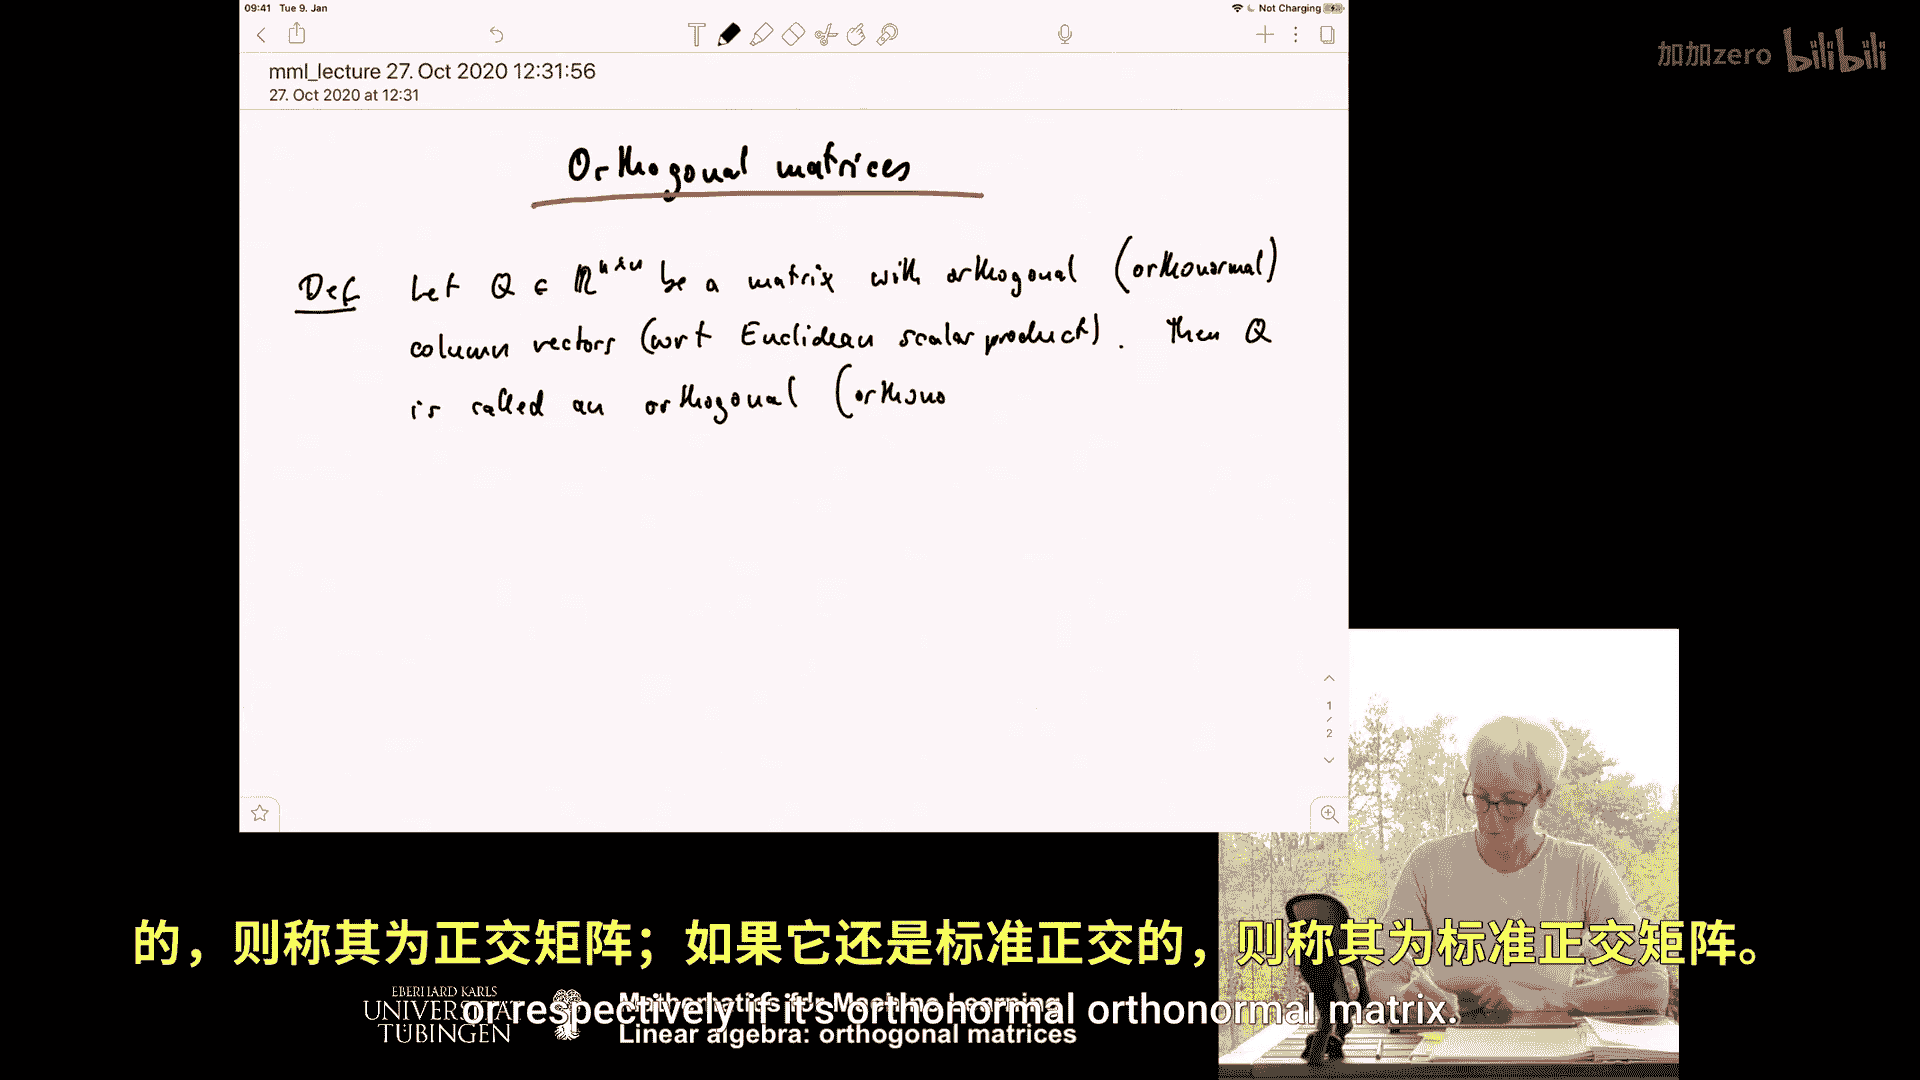 09:41 Tue 9. Jan
Not Charging
加加zero bilibili
T
mml_lecture 27. Oct 2020 12:31:56
27. Oct 2020 at 12:31
Orthogonal matrices
Def Let Q ∈ ℝⁿˣⁿ be a matrix with orthogonal (orthonormal)
column vectors (wrt Euclidean scalar product). Then Q
is called an orthogonal (orthono
1
/
2
的，则称其为正交矩阵；如果它还是标准正交的，则称其为标准正交矩阵。
or respectively if it's orthonormal orthonormal matrix.
EBERHARD KARLS
UNIVERSITÄT
TÜBINGEN
Mathematics for Machine Learning
Linear algebra: orthogonal matrices